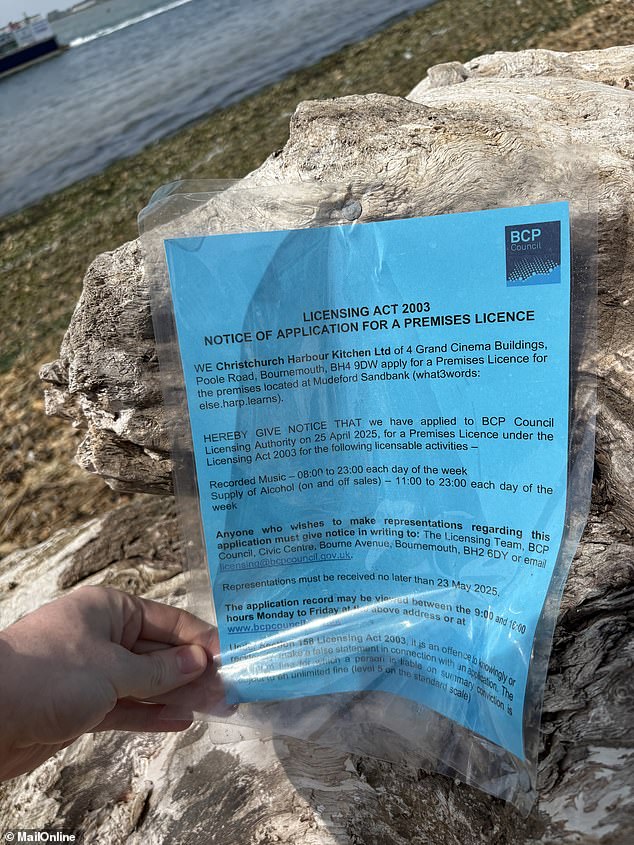 BCP
Council
LICENSING ACT 2003
NOTICE OF APPLICATION FOR A PREMISES LICENCE
WE Christchurch Harbour Kitchen Ltd of 4 Grand Cinema Buildings,
Poole Road, Bournemouth, BH4 9DW apply for a Premises Licence for
the premises located at Mudeford Sandbank (what3words:
else.harp.learns).
HEREBY GIVE NOTICE THAT we have applied to BCP Council
Licensing Authority on 25 April 2025, for a Premises Licence under the
Licensing Act 2003 for the following licensable activities –
Recorded Music – 08:00 to 23:00 each day of the week
Supply of Alcohol (on and off sales) – 11:00 to 23:00 each day of the
week
Anyone who wishes to make representations regarding this
application must give notice in writing to: The Licensing Team, BCP
Council, Civic Centre, Bourne Avenue, Bournemouth, BH2 6DY or email
licensing@bcpcouncil.gov.uk.
Representations must be received no later than 23 May 2025.
The application record may be viewed between the 9:00 and 16:00
hours Monday to Friday at the above address or at
www.bcpcouncil
Under Section 158 Licensing Act 2003, it is an offence knowingly or
make a false statement in connection with an application. The
fine for which a person is liable on summary conviction is
to an unlimited fine (level 5 on the standard scale)
© MailOnline